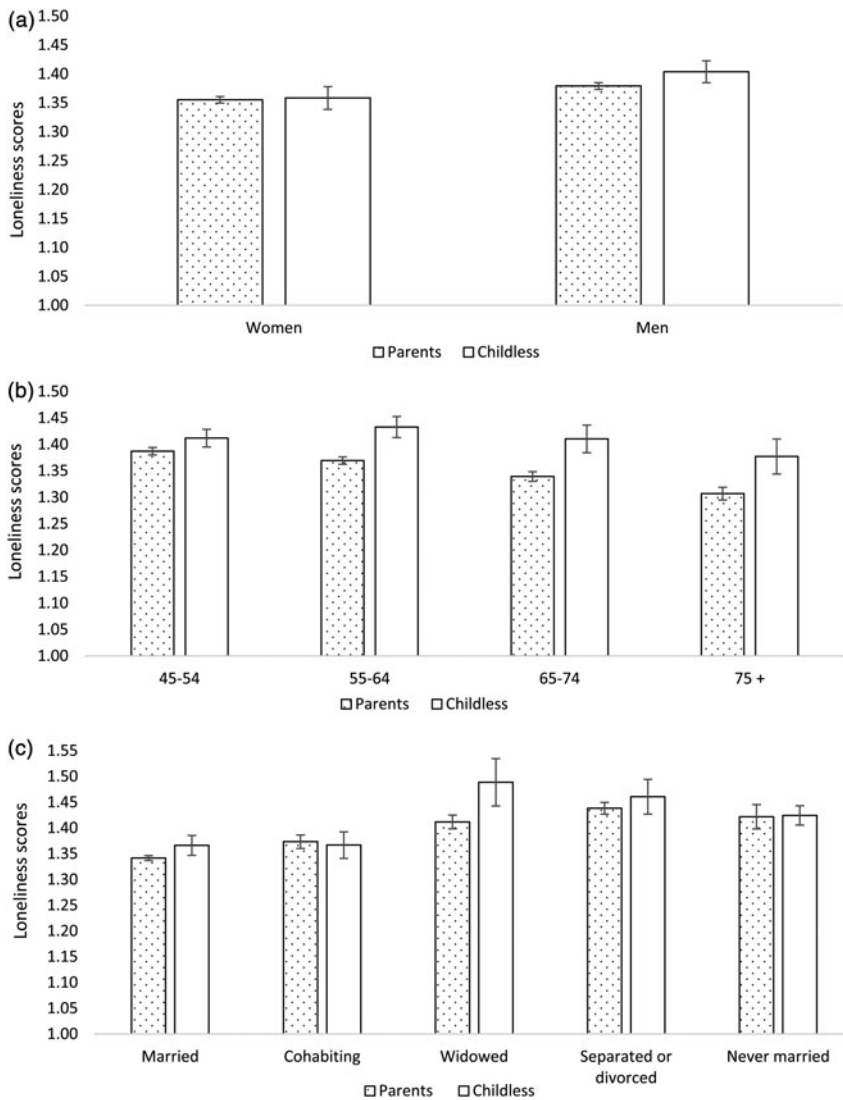 (a)
1.50
1.45
1.40
1.35
1.30
1.25
1.20
1.15
1.10
1.05
1.00
Loneliness scores
Women Men
Parents Childless
(b)
1.50
1.45
1.40
1.35
1.30
1.25
1.20
1.15
1.10
1.05
1.00
Loneliness scores
45-54 55-64 65-74 75 +
Parents Childless
(c)
1.55
1.50
1.45
1.40
1.35
1.30
1.25
1.20
1.15
1.10
1.05
1.00
Loneliness scores
Married Cohabiting Widowed Separated or divorced Never married
Parents Childless